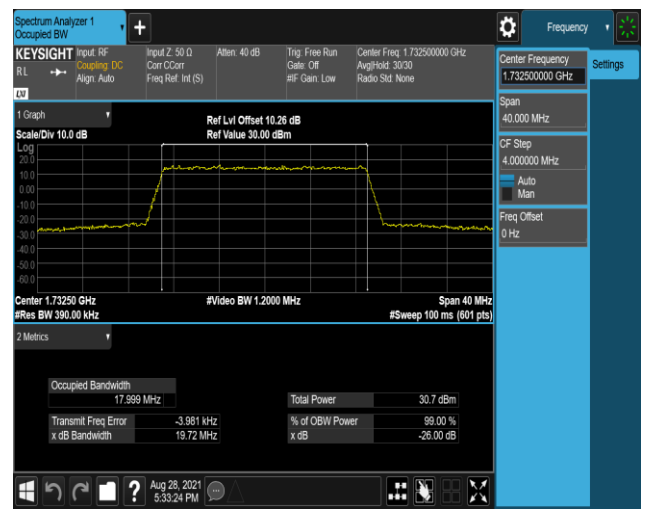 Spectrum Analyzer 1
Occupied BW
Frequency
KEYSIGHT
RL
LXI
Input: RF
Coupling: DC
Align: Auto
Input Z: 50 Ω
Corr CCorr
Freq Ref: Int (S)
Atten: 40 dB
Trig: Free Run
Gate: Off
#IF Gain: Low
Center Freq: 1.732500000 GHz
Avg|Hold: 30/30
Radio Std: None
Center Frequency
1.732500000 GHz
Settings
Span
40.000 MHz
CF Step
4.000000 MHz
Auto
Man
Freq Offset
0 Hz
1 Graph
Scale/Div 10.0 dB
Ref Lvl Offset 10.26 dB
Ref Value 30.00 dBm
Log
20.0
10.0
0.00
-10.0
-20.0
-30.0
-40.0
-50.0
-60.0
Center 1.73250 GHz
#Video BW 1.2000 MHz
Span 40 MHz
#Res BW 390.00 kHz
#Sweep 100 ms (601 pts)
2 Metrics
Occupied Bandwidth
17.999 MHz
Total Power 30.7 dBm
Transmit Freq Error -3.981 kHz
% of OBW Power 99.00 %
x dB Bandwidth 19.72 MHz
x dB -26.00 dB
?
Aug 28, 2021
5:33:24 PM